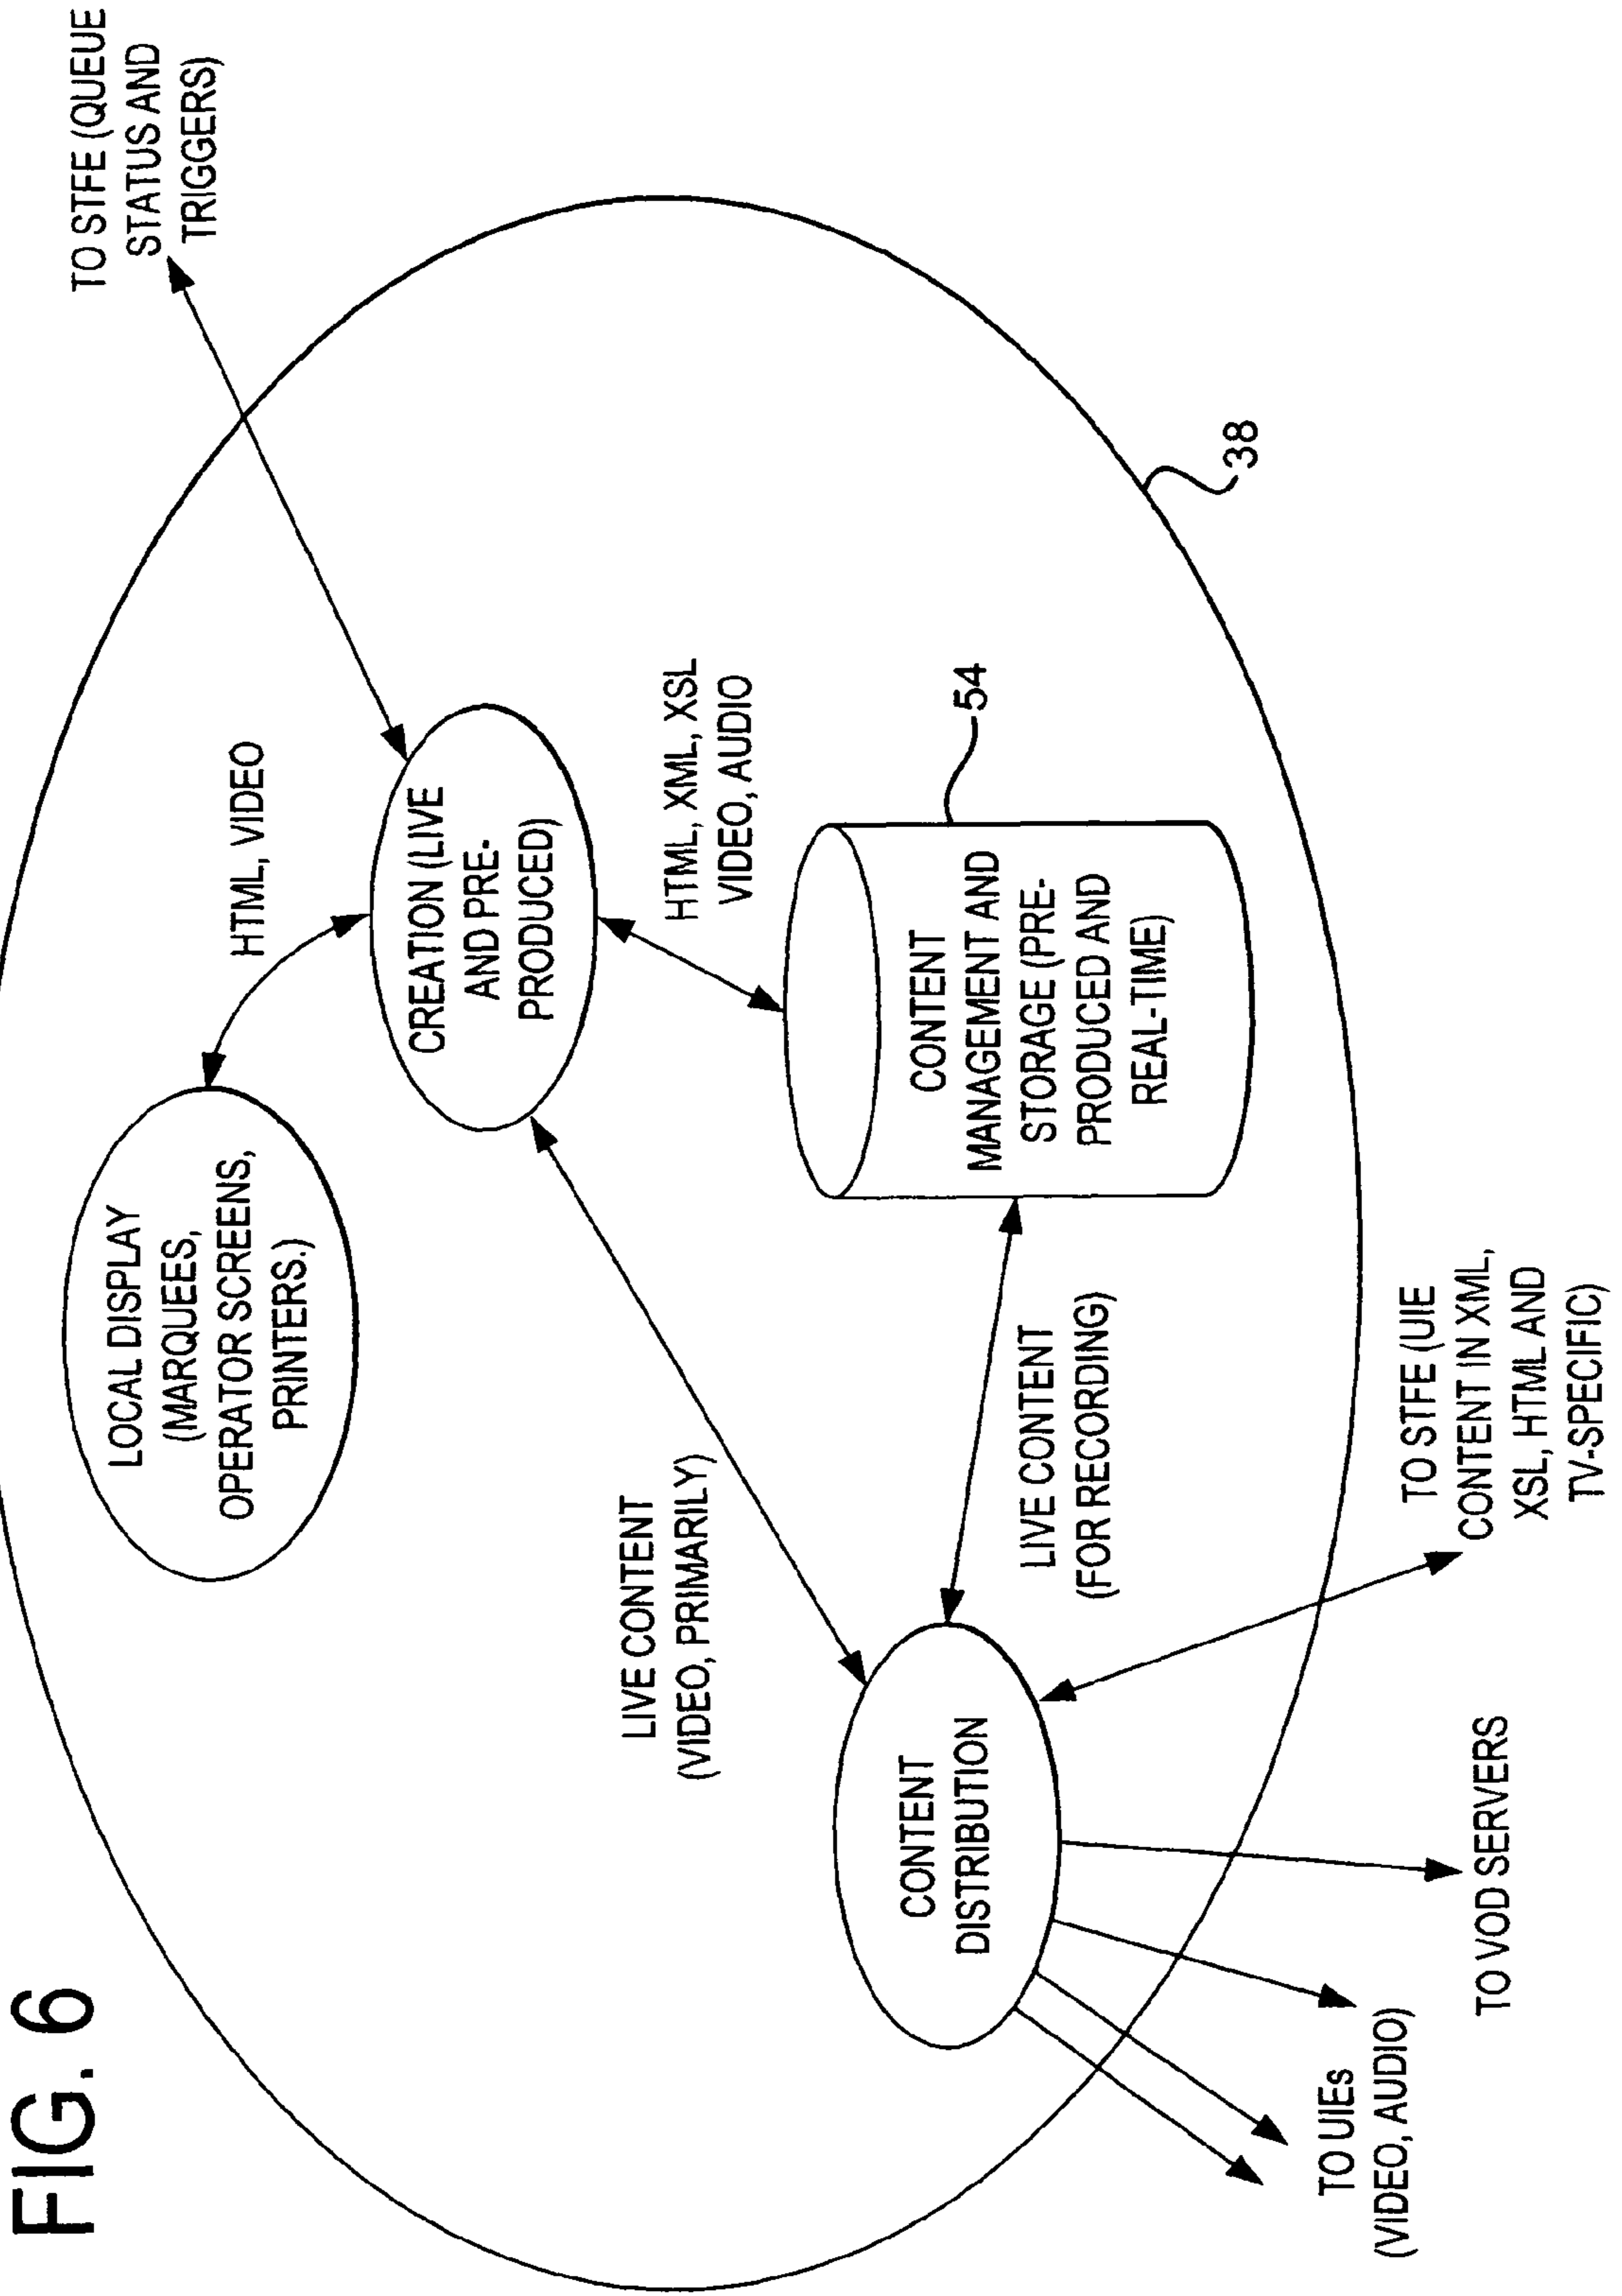 FIG. 6
LOCAL DISPLAY
(MARQUEES,
OPERATOR SCREENS,
PRINTERS.)
HTML, VIDEO
TO STFE (QUEUE
STATUS AND
TRIGGERS)
CREATION (LIVE
AND PRE-
PRODUCED)
LIVE CONTENT
(VIDEO, PRIMARILY)
HTML, XML, XSL
VIDEO, AUDIO
54
CONTENT
MANAGEMENT AND
STORAGE (PRE-
PRODUCED AND
REAL-TIME)
CONTENT
DISTRIBUTION
LIVE CONTENT
(FOR RECORDING)
38
TO UIEs
(VIDEO, AUDIO)
TO VOD SERVERS
TO STFE (UIE
CONTENT IN XML,
XSL, HTML AND
TV-SPECIFIC)